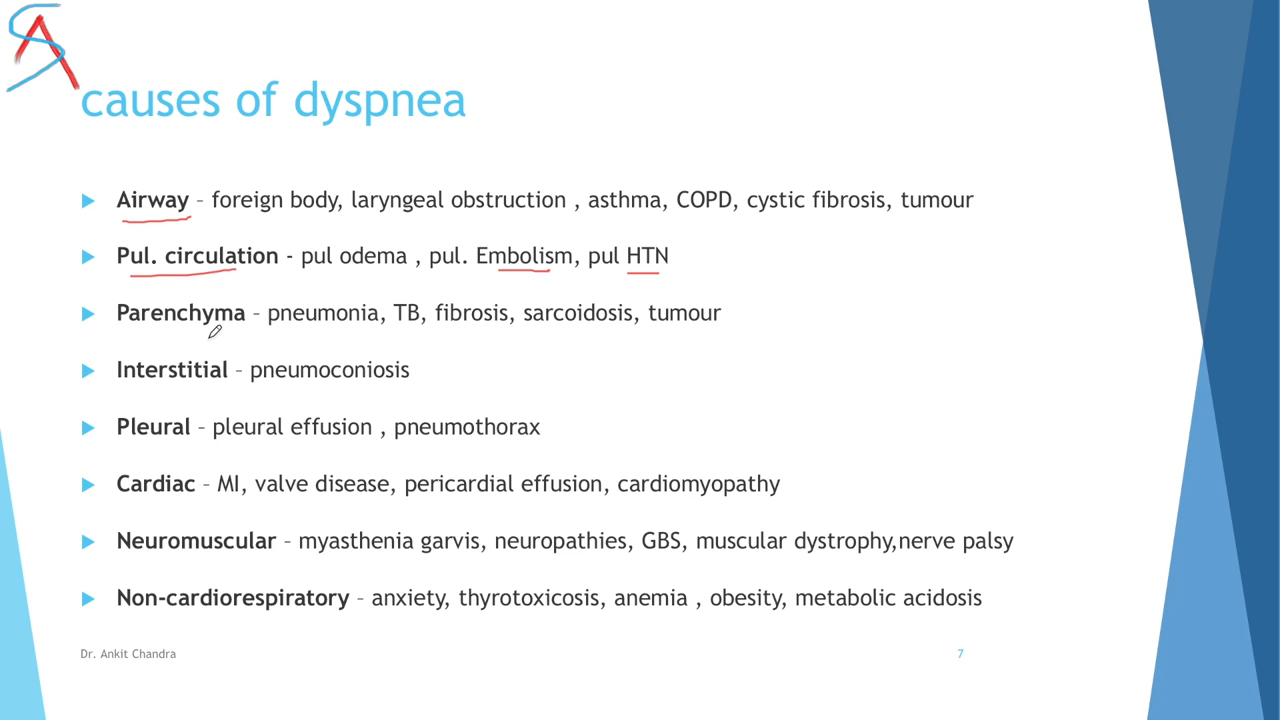 SA
causes of dyspnea
Airway – foreign body, laryngeal obstruction , asthma, COPD, cystic fibrosis, tumour
Pul. circulation - pul odema , pul. Embolism, pul HTN
Parenchyma – pneumonia, TB, fibrosis, sarcoidosis, tumour
Interstitial – pneumoconiosis
Pleural – pleural effusion , pneumothorax
Cardiac – MI, valve disease, pericardial effusion, cardiomyopathy
Neuromuscular – myasthenia garvis, neuropathies, GBS, muscular dystrophy,nerve palsy
Non-cardiorespiratory – anxiety, thyrotoxicosis, anemia , obesity, metabolic acidosis
Dr. Ankit Chandra
7